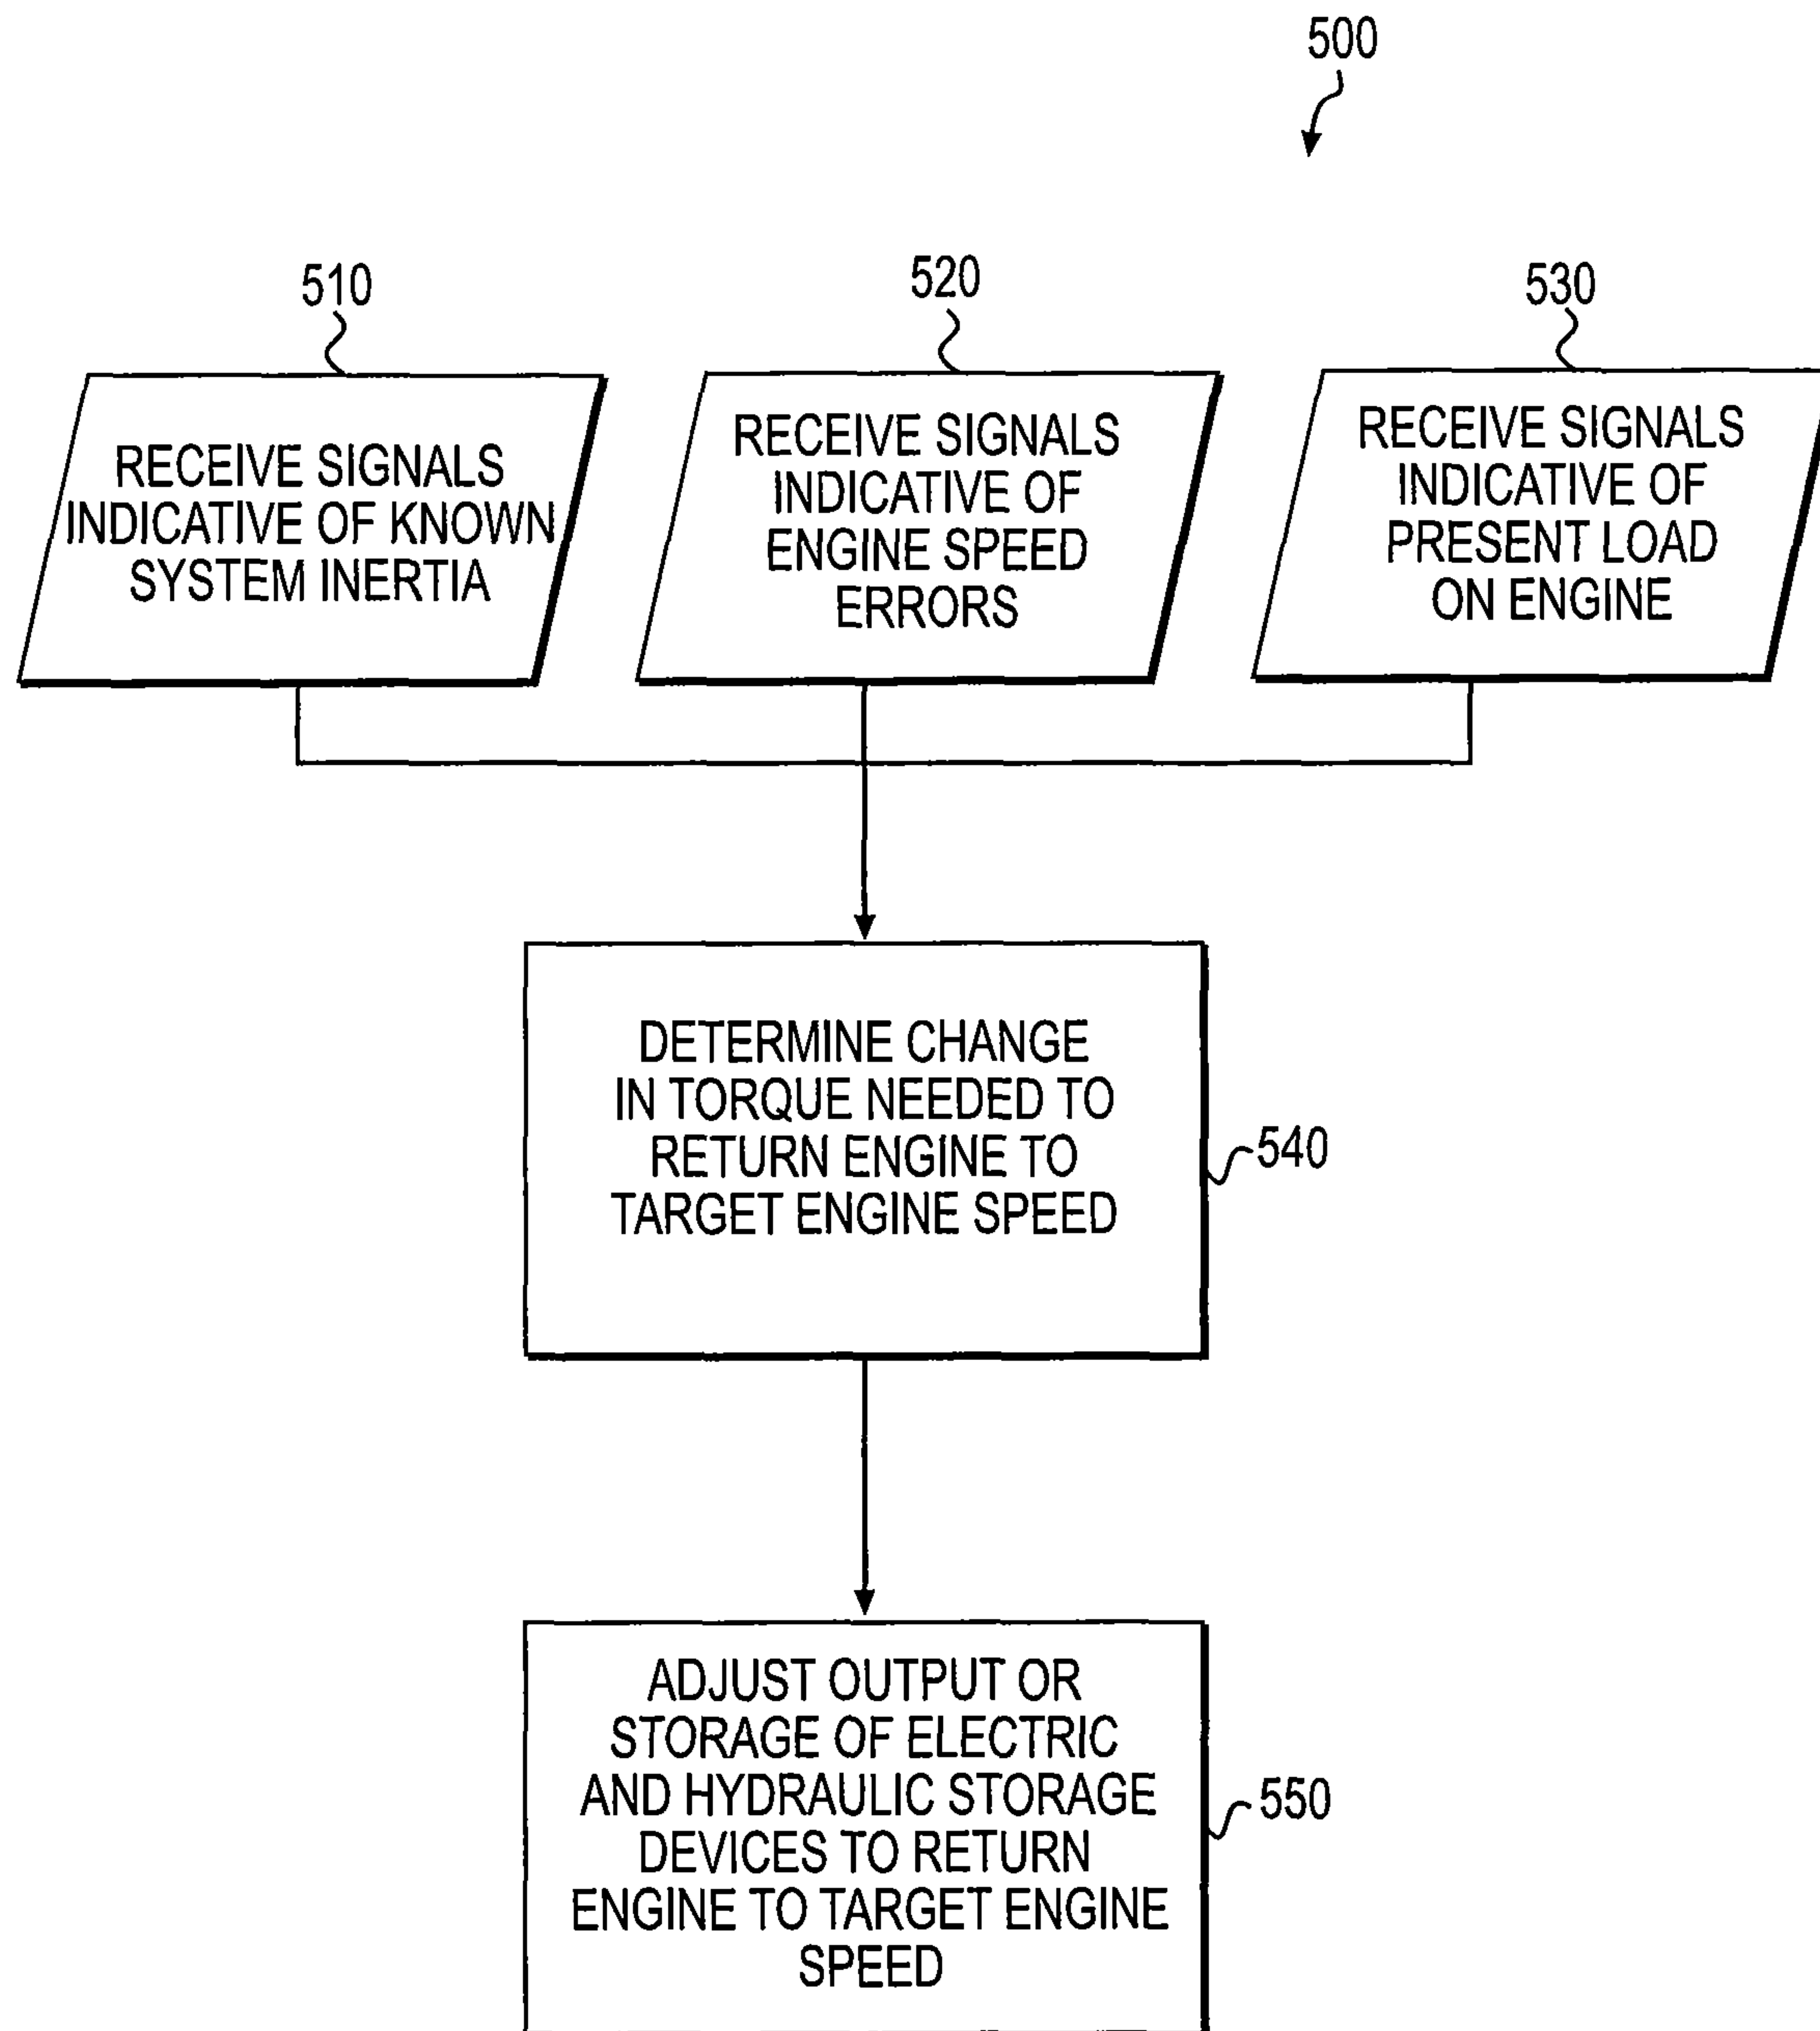 500
510
RECEIVE SIGNALS
INDICATIVE OF KNOWN
SYSTEM INERTIA
520
RECEIVE SIGNALS
INDICATIVE OF
ENGINE SPEED
ERRORS
530
RECEIVE SIGNALS
INDICATIVE OF
PRESENT LOAD
ON ENGINE
DETERMINE CHANGE
IN TORQUE NEEDED TO
RETURN ENGINE TO
TARGET ENGINE SPEED
540
ADJUST OUTPUT OR
STORAGE OF ELECTRIC
AND HYDRAULIC STORAGE
DEVICES TO RETURN
ENGINE TO TARGET ENGINE
SPEED
550